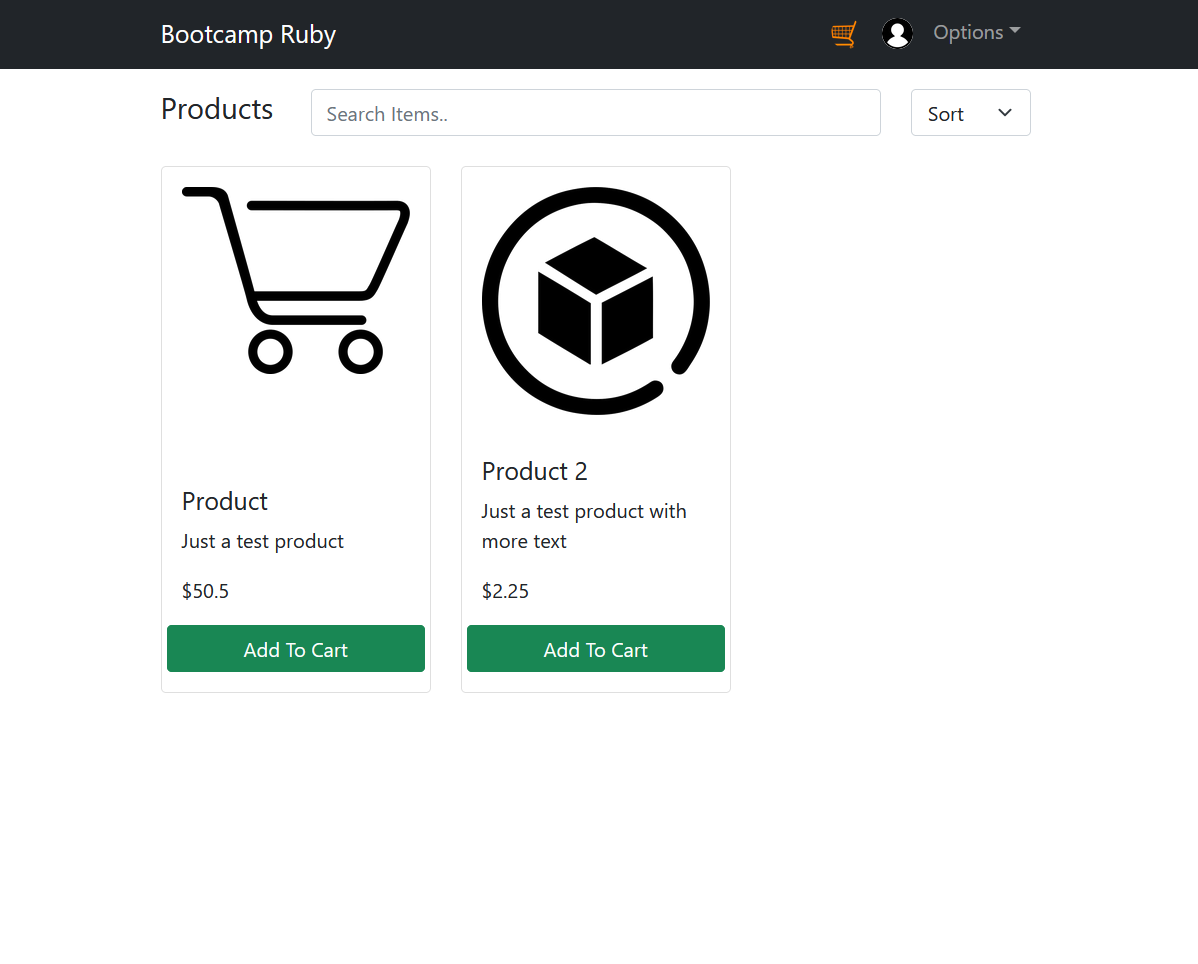 Bootcamp Ruby
Options
Products
Search Items..
Sort
Product
Just a test product
$50.5
Add To Cart
Product 2
Just a test product with
more text
$2.25
Add To Cart